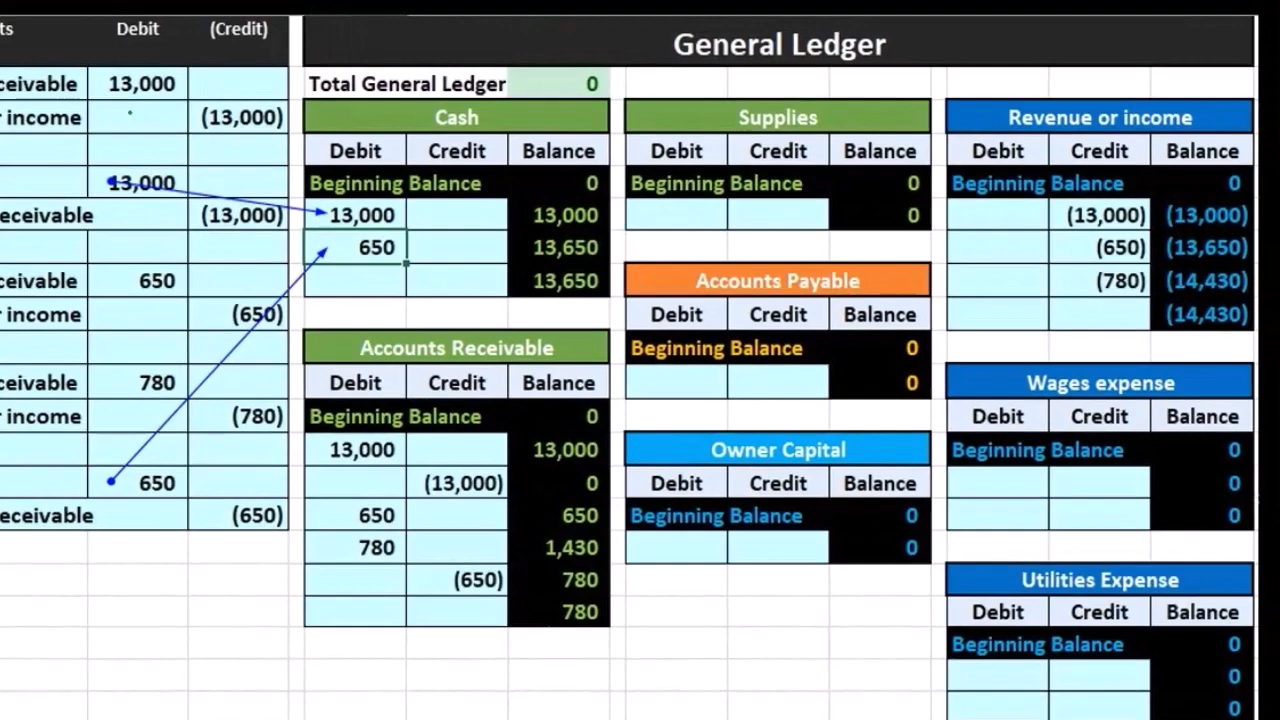 ts Debit (Credit)
General Ledger
ceivable 13,000
Total General Ledger 0
r income (13,000)
Cash
Supplies
Revenue or income
Debit Credit Balance
Debit Credit Balance
Debit Credit Balance
13,000
Beginning Balance 0
Beginning Balance 0
Beginning Balance 0
eceivable (13,000)
13,000 13,000
0
(13,000) (13,000)
650 13,650
(650) (13,650)
ceivable 650
13,650
Accounts Payable
(780) (14,430)
r income (650)
Debit Credit Balance
(14,430)
Accounts Receivable
Beginning Balance 0
ceivable 780
Debit Credit Balance
0
Wages expense
r income (780)
Beginning Balance 0
Debit Credit Balance
13,000 13,000
Owner Capital
Beginning Balance 0
650
(13,000) 0
Debit Credit Balance
0
eceivable (650)
650 650
Beginning Balance 0
0
780 1,430
0
(650) 780
Utilities Expense
780
Debit Credit Balance
Beginning Balance 0
0
0